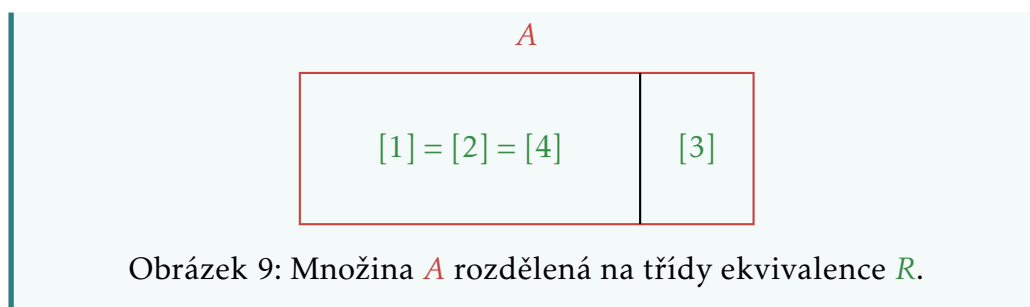 A
[1] = [2] = [4] [3]
Obrázek 9: Množina A rozdělená na třídy ekvivalence R.